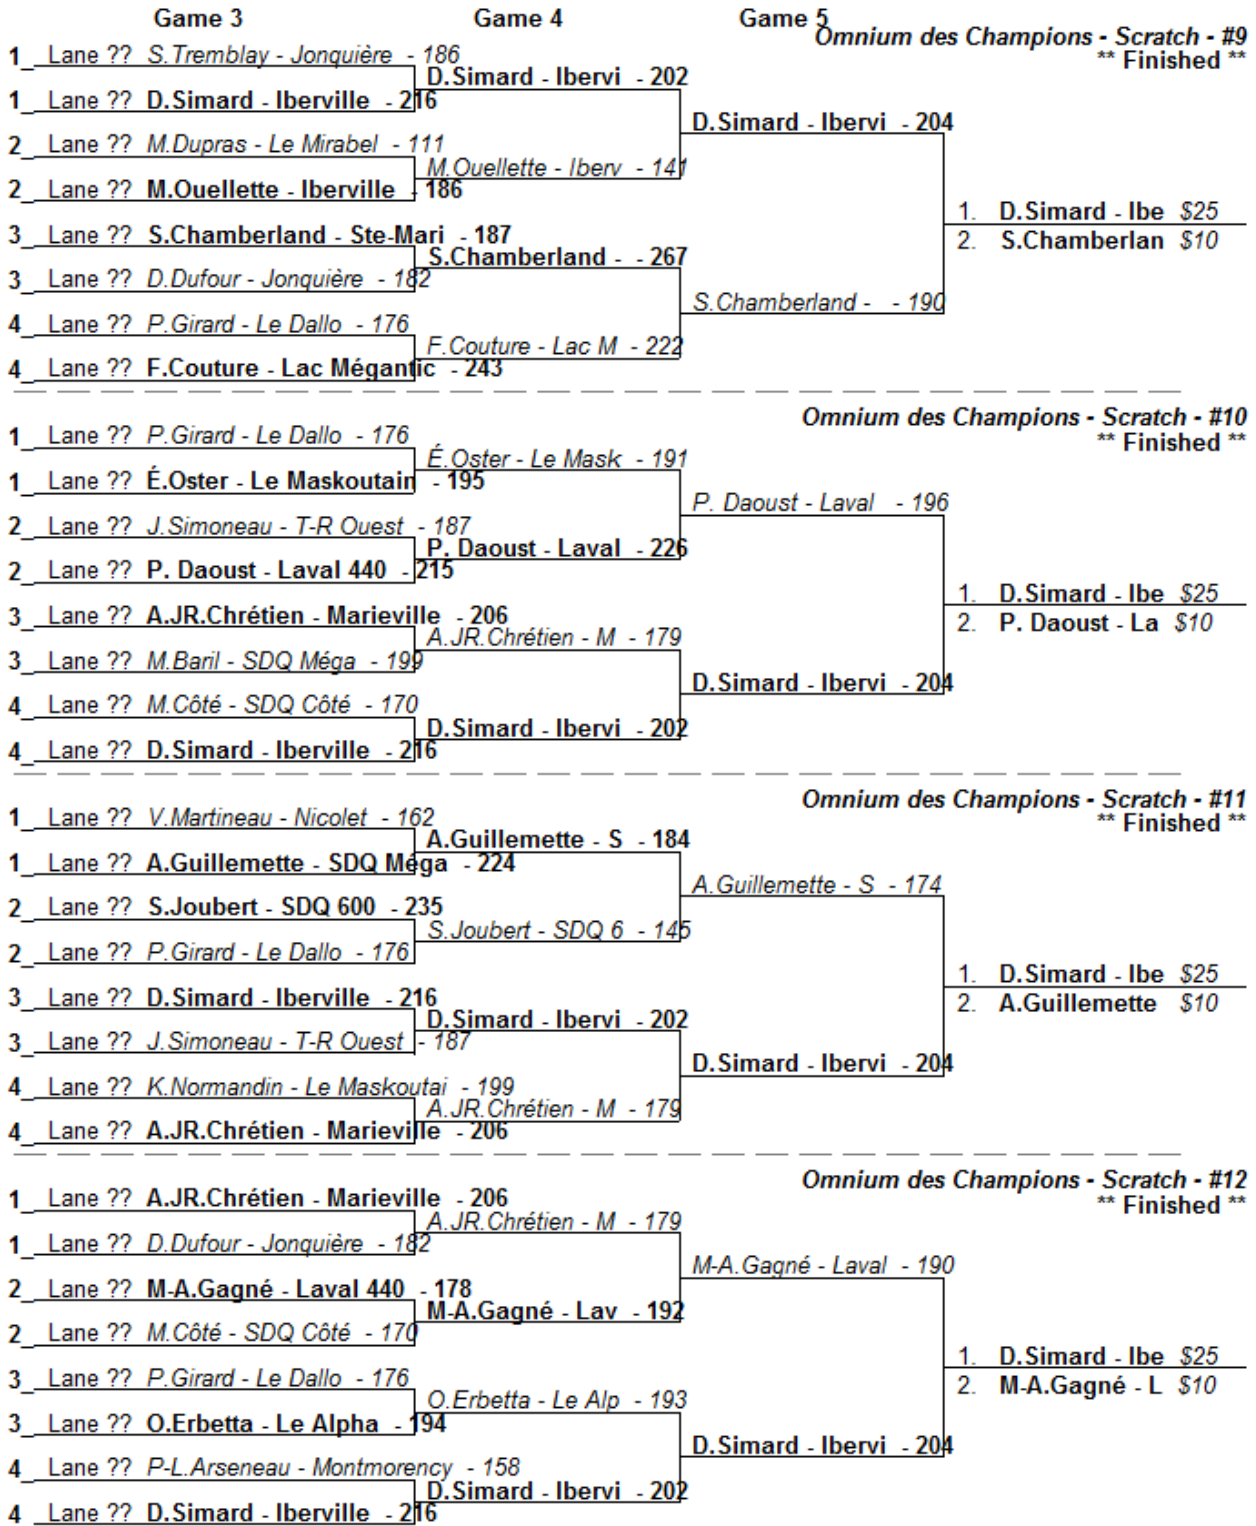 Game 3 Game 4 Game 5
Omnium des Champions - Scratch - #9
** Finished **
1 Lane ?? S.Tremblay - Jonquière - 186
D.Simard - Ibervi - 202
1 Lane ?? D.Simard - Iberville - 216
D.Simard - Ibervi - 204
2 Lane ?? M.Dupras - Le Mirabel - 111
M.Ouellette - Iberv - 141
2 Lane ?? M.Ouellette - Iberville - 186
1. D.Simard - Ibe $25
3 Lane ?? S.Chamberland - Ste-Mari - 187
2. S.Chamberlan $10
S.Chamberland - - 267
3 Lane ?? D.Dufour - Jonquière - 182
S.Chamberland - - 190
4 Lane ?? P.Girard - Le Dallo - 176
F.Couture - Lac M - 222
4 Lane ?? F.Couture - Lac Mégantic - 243
Omnium des Champions - Scratch - #10
** Finished **
1 Lane ?? P.Girard - Le Dallo - 176
É.Oster - Le Mask - 191
1 Lane ?? É.Oster - Le Maskoutain - 195
P. Daoust - Laval - 196
2 Lane ?? J.Simoneau - T-R Ouest - 187
P. Daoust - Laval - 226
2 Lane ?? P. Daoust - Laval 440 - 215
1. D.Simard - Ibe $25
3 Lane ?? A.JR.Chrétien - Marieville - 206
2. P. Daoust - La $10
A.JR.Chrétien - M - 179
3 Lane ?? M.Baril - SDQ Méga - 199
D.Simard - Ibervi - 204
4 Lane ?? M.Côté - SDQ Côté - 170
D.Simard - Ibervi - 202
4 Lane ?? D.Simard - Iberville - 216
Omnium des Champions - Scratch - #11
** Finished **
1 Lane ?? V.Martineau - Nicolet - 162
A.Guillemette - S - 184
1 Lane ?? A.Guillemette - SDQ Méga - 224
A.Guillemette - S - 174
2 Lane ?? S.Joubert - SDQ 600 - 235
S.Joubert - SDQ 6 - 145
2 Lane ?? P.Girard - Le Dallo - 176
1. D.Simard - Ibe $25
3 Lane ?? D.Simard - Iberville - 216
2. A.Guillemette $10
D.Simard - Ibervi - 202
3 Lane ?? J.Simoneau - T-R Ouest - 187
D.Simard - Ibervi - 204
4 Lane ?? K.Normandin - Le Maskoutai - 199
A.JR.Chrétien - M - 179
4 Lane ?? A.JR.Chrétien - Marieville - 206
Omnium des Champions - Scratch - #12
** Finished **
1 Lane ?? A.JR.Chrétien - Marieville - 206
A.JR.Chrétien - M - 179
1 Lane ?? D.Dufour - Jonquière - 182
M-A.Gagné - Laval - 190
2 Lane ?? M-A.Gagné - Laval 440 - 178
M-A.Gagné - Lav - 192
2 Lane ?? M.Côté - SDQ Côté - 170
1. D.Simard - Ibe $25
3 Lane ?? P.Girard - Le Dallo - 176
2. M-A.Gagné - L $10
O.Erbetta - Le Alp - 193
3 Lane ?? O.Erbetta - Le Alpha - 194
D.Simard - Ibervi - 204
4 Lane ?? P-L.Arseneau - Montmorency - 158
D.Simard - Ibervi - 202
4 Lane ?? D.Simard - Iberville - 216